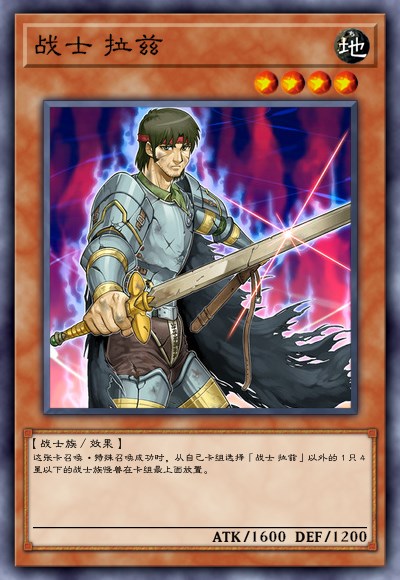 战士 拉兹
地
【战士族／效果】
这张卡召唤·特殊召唤成功时，从自己卡组选择「战士 拉兹」以外的1只4
星以下的战士族怪兽在卡组最上面放置。
ATK/1600 DEF/1200